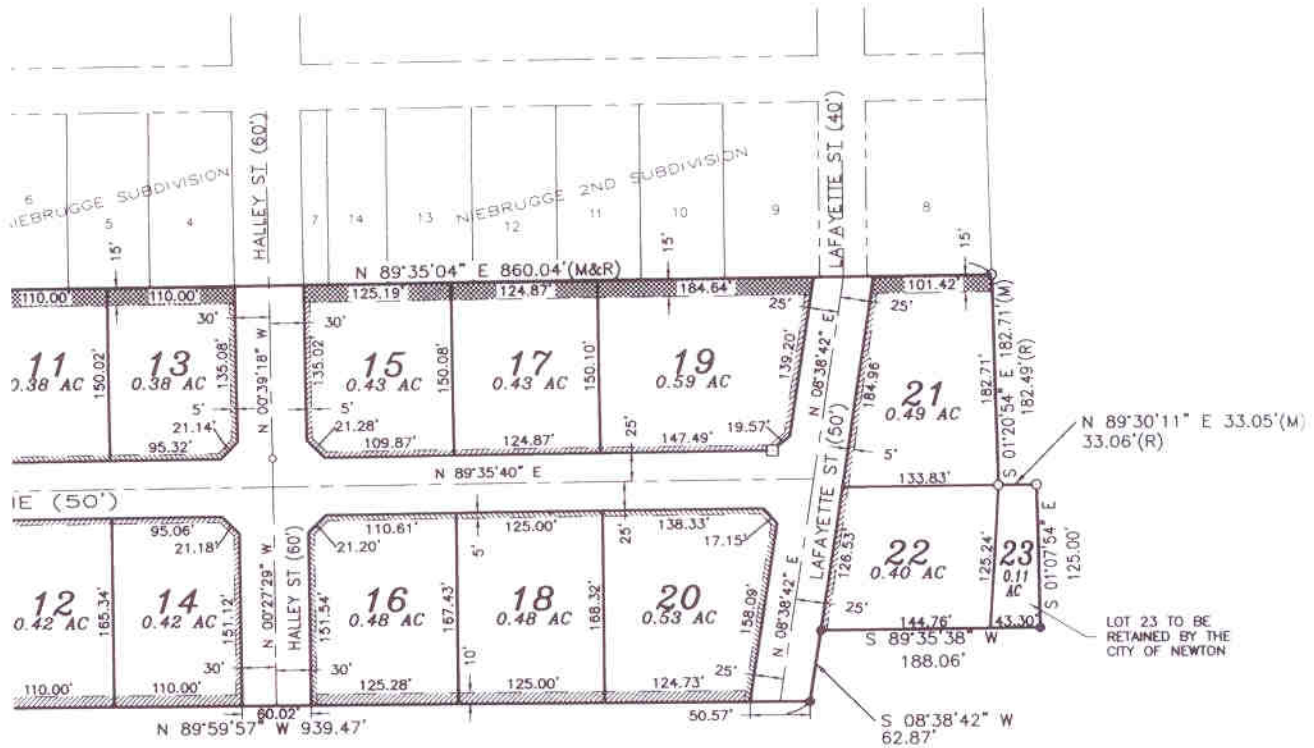 HALLEY ST (60')
LAFAYETTE ST (40')
NIEBRUGGE SUBDIVISION
NIEBRUGGE 2ND SUBDIVISION
6
5
4
7
14
13
12
11
10
9
8
15'
15'
15'
N 89°35'04" E 860.04'(M&R)
110.00'
110.00'
125.19'
124.87'
184.64'
101.42'
30'
30'
25'
25'
11
0.38 AC
150.02'
13
0.38 AC
135.08'
N 00°39'18" W
135.02'
15
0.43 AC
150.08'
17
0.43 AC
150.10'
19
0.59 AC
139.20'
N 08°38'42" E
184.96'
21
0.49 AC
182.71'
S 01°20'54" E 182.71'(M)
182.49'(R)
N 89°30'11" E 33.05'(M)
33.06'(R)
5'
5'
21.14'
21.28'
19.57'
95.32'
109.87'
124.87'
25'
147.49'
5'
N 89°35'40" E
LAFAYETTE ST (50')
133.83'
(50')
95.06'
21.18'
21.20'
110.61'
5'
125.00'
25'
138.33'
17.15'
12
0.42 AC
165.34'
14
0.42 AC
151.12'
N 00°27'29" W
HALLEY ST (60')
151.54'
16
0.48 AC
167.43'
18
0.48 AC
168.32'
20
0.53 AC
158.09'
N 08°38'42" E
126.53'
22
0.40 AC
125.24'
23
0.11
AC
S 01°07'54" E
125.00'
25'
144.76'
43.30'
S 89°35'38" W
188.06'
LOT 23 TO BE
RETAINED BY THE
CITY OF NEWTON
30'
30'
10'
25'
110.00'
110.00'
125.28'
125.00'
124.73'
60.02'
50.57'
N 89°59'57" W 939.47'
S 08°38'42" W
62.87'